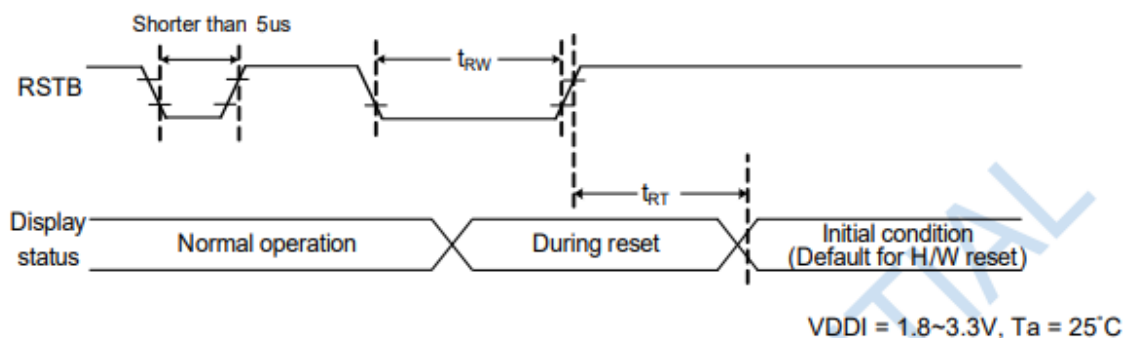 Shorter than 5us
tRW
RSTB
tRT
Display
status
Normal operation
During reset
Initial condition
(Default for H/W reset)
VDDI = 1.8~3.3V, Ta = 25°C